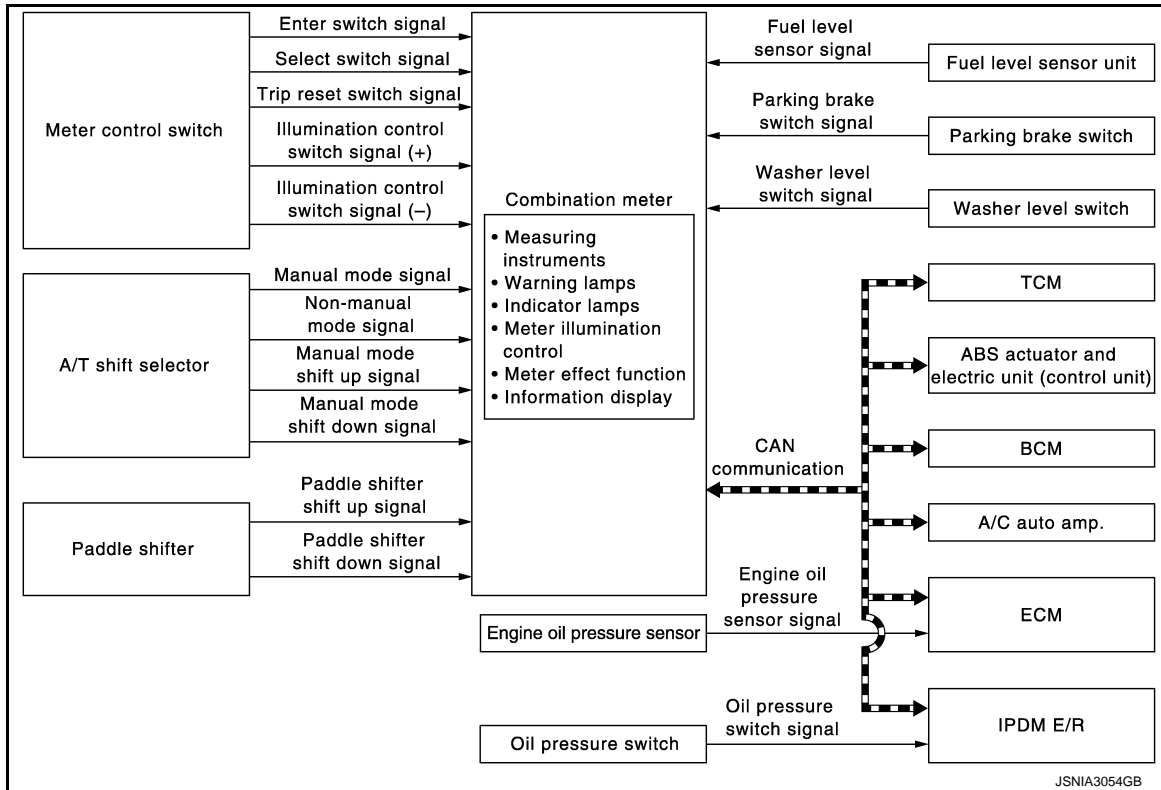 Meter control switch
Enter switch signal
Select switch signal
Trip reset switch signal
Illumination control
switch signal (+)
Illumination control
switch signal (–)
A/T shift selector
Manual mode signal
Non-manual
mode signal
Manual mode
shift up signal
Manual mode
shift down signal
Paddle shifter
Paddle shifter
shift up signal
Paddle shifter
shift down signal
Combination meter
• Measuring
instruments
• Warning lamps
• Indicator lamps
• Meter illumination
control
• Meter effect function
• Information display
Fuel level
sensor signal
Fuel level sensor unit
Parking brake
switch signal
Parking brake switch
Washer level
switch signal
Washer level switch
CAN
communication
TCM
ABS actuator and
electric unit (control unit)
BCM
A/C auto amp.
Engine oil pressure sensor
Engine oil
pressure
sensor signal
ECM
Oil pressure switch
Oil pressure
switch signal
IPDM E/R
JSNIA3054GB